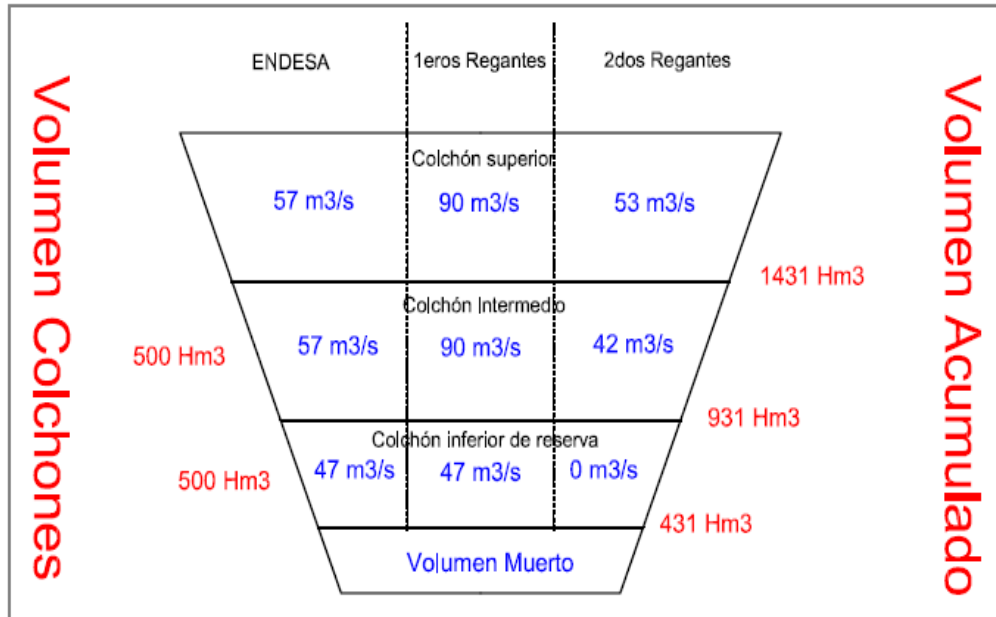 Volumen Colchones
ENDESA
1eros Regantes
2dos Regantes
Colchón superior
57 m3/s
90 m3/s
53 m3/s
1431 Hm3
Colchón Intermedio
500 Hm3
57 m3/s
90 m3/s
42 m3/s
931 Hm3
Colchón inferior de reserva
500 Hm3
47 m3/s
47 m3/s
0 m3/s
431 Hm3
Volumen Muerto
Volumen Acumulado